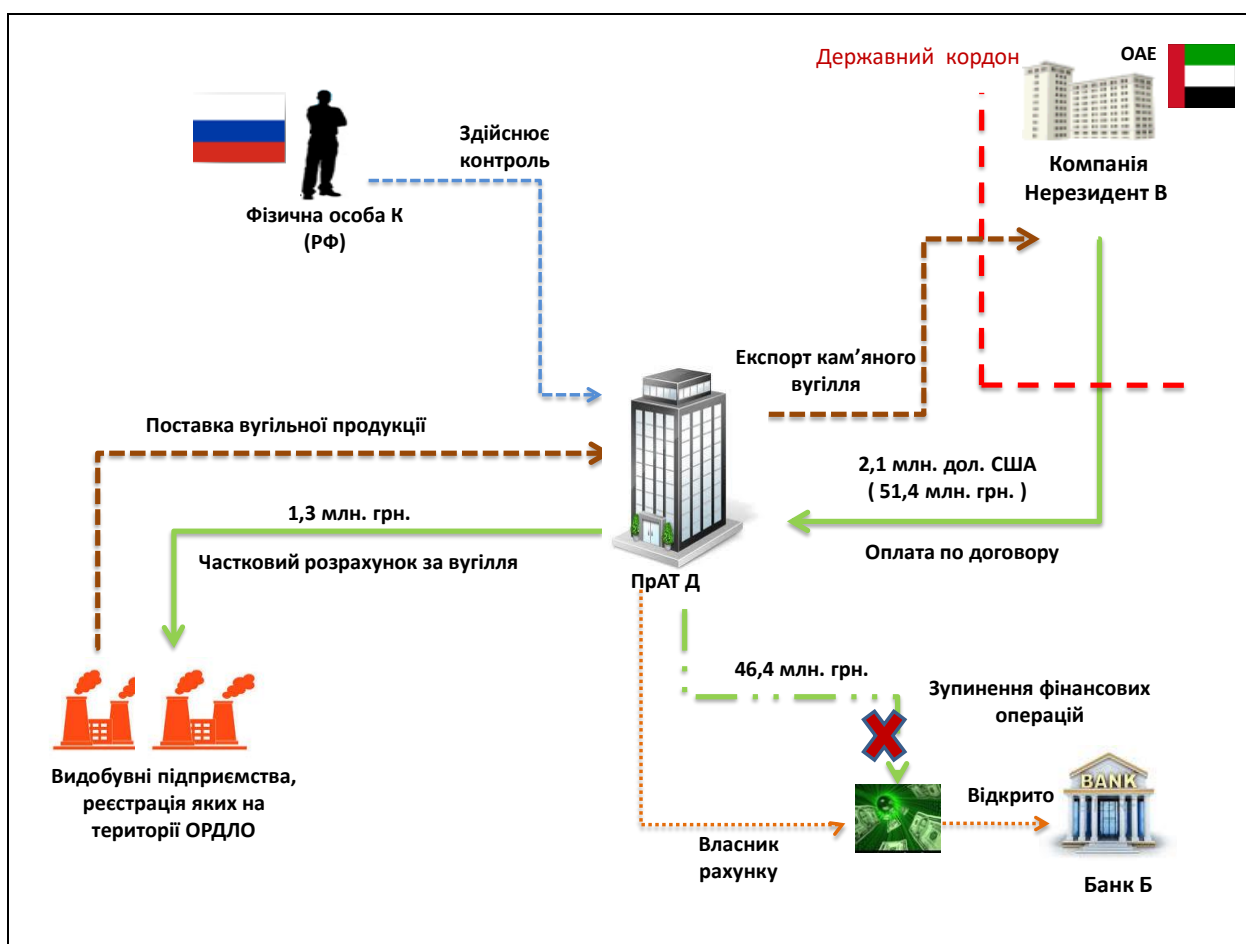 Державний кордон
ОАЕ
Компанія
Нерезидент В
Здійснює
контроль
Фізична особа К
(РФ)
Експорт кам’яного
вугілля
Поставка вугільної продукції
2,1 млн. дол. США
( 51,4 млн. грн. )
1,3 млн. грн.
Частковий розрахунок за вугілля
Оплата по договору
ПрАТ Д
46,4 млн. грн.
Зупинення фінансових
операцій
Видобувні підприємства,
реєстрація яких на
території ОРДЛО
BANK
Відкрито
Власник
рахунку
Банк Б